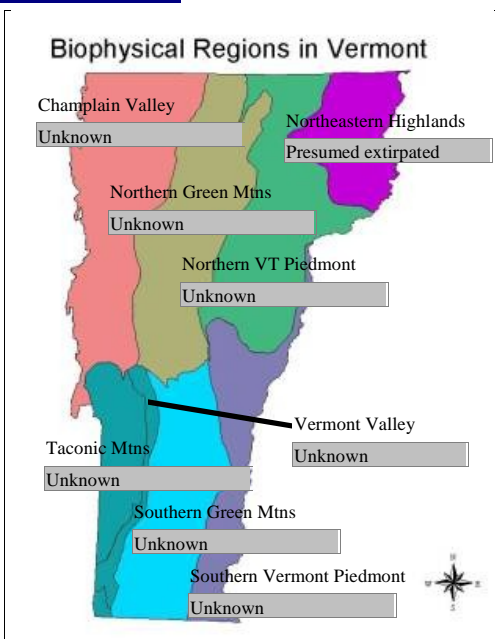 Biophysical Regions in Vermont
Champlain Valley
Unknown
Northeastern Highlands
Presumed extirpated
Northern Green Mtns
Unknown
Northern VT Piedmont
Unknown
Vermont Valley
Unknown
Taconic Mtns
Unknown
Southern Green Mtns
Unknown
Southern Vermont Piedmont
Unknown
N
W
E
S